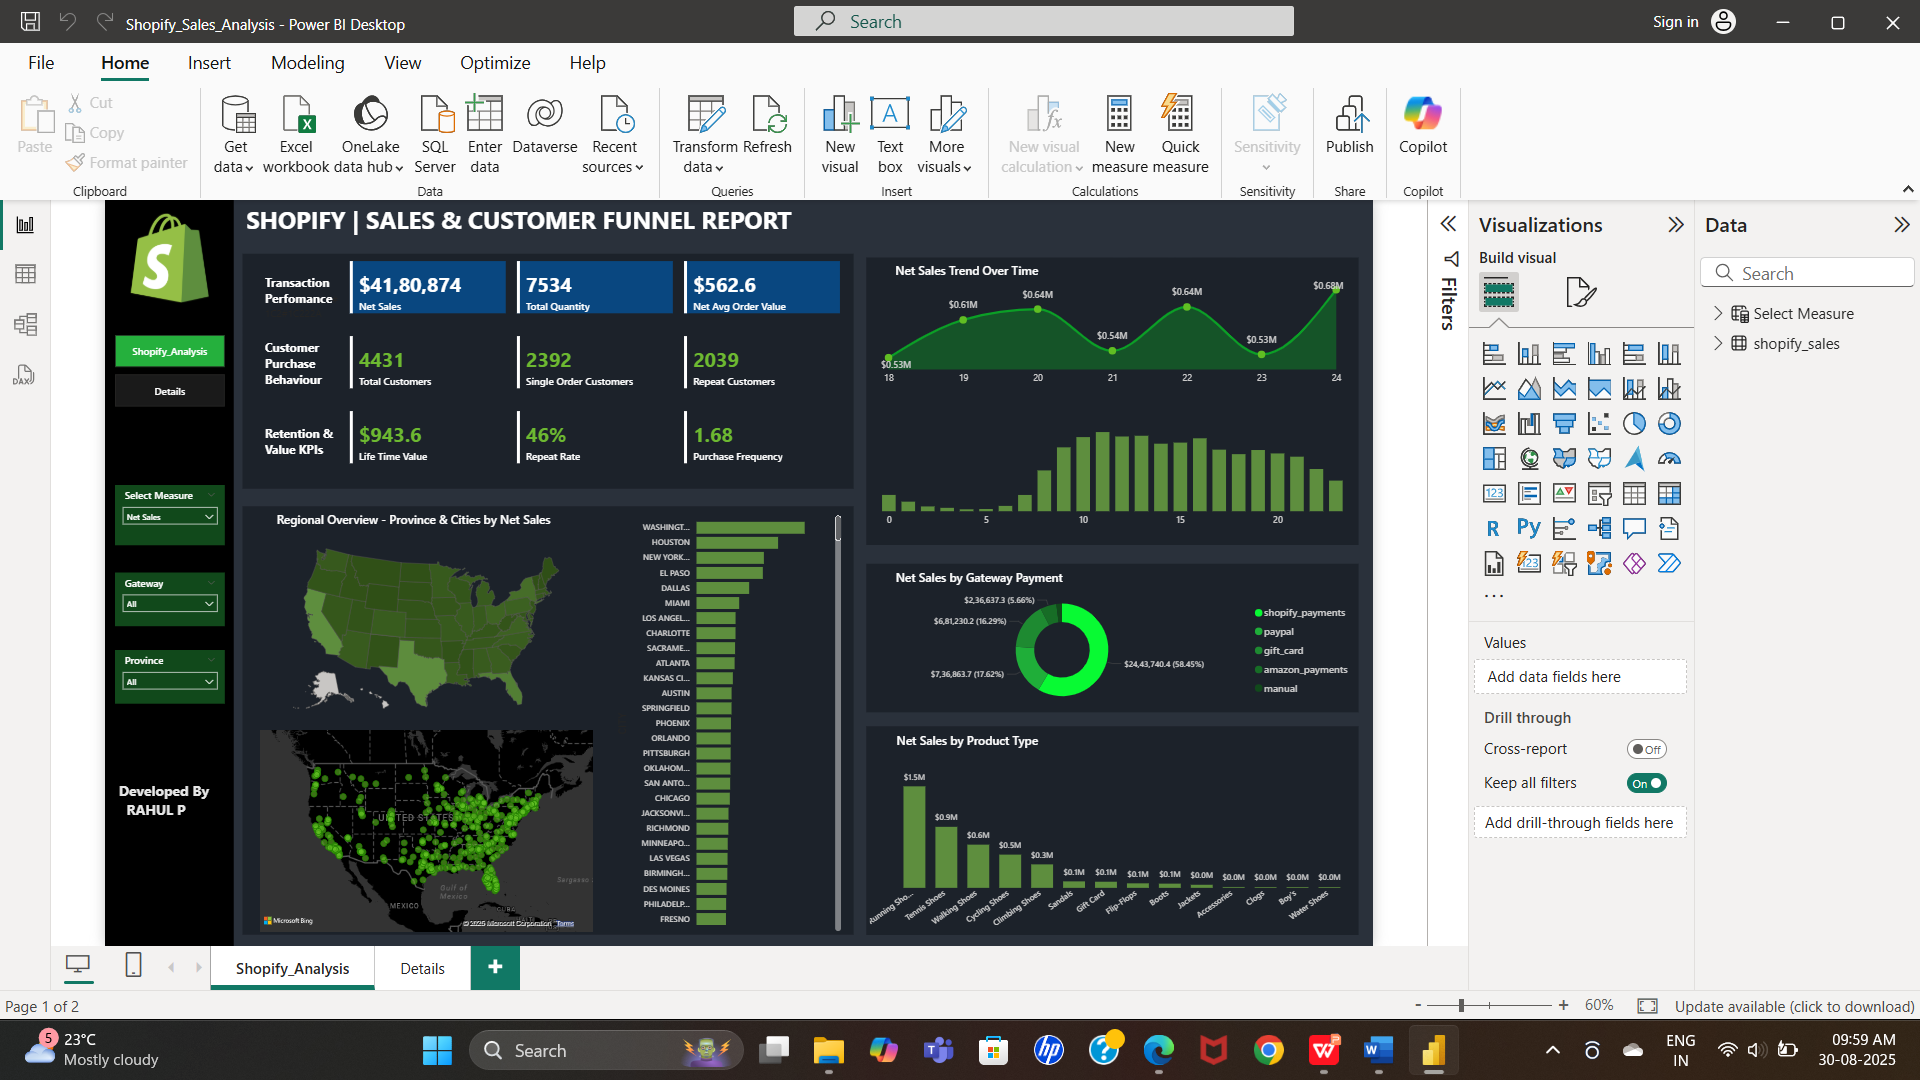 Shopify_Sales_Analysis - Power BI Desktop
Search
Sign in
File
Home
Insert
Modeling
View
Optimize
Help
Paste
Cut
Copy
Format painter
Clipboard
Get data
Excel workbook
OneLake data hub
SQL Server
Enter data
Dataverse
Recent sources
Data
Transform data
Refresh
Queries
New visual
Text box
More visuals
Insert
New visual calculation
New measure
Quick measure
Calculations
Sensitivity
Sensitivity
Publish
Share
Copilot
Copilot
SHOPIFY | SALES & CUSTOMER FUNNEL REPORT
Shopify_Analysis
Details
Select Measure
Net Sales
Gateway
All
Province
All
Developed By
RAHUL P
Transaction
Perfomance
$41,80,874
Net Sales
7534
Total Quantity
$562.6
Net Avg Order Value
Customer
Purchase
Behaviour
4431
Total Customers
2392
Single Order Customers
2039
Repeat Customers
Retention &
Value KPIs
$943.6
Life Time Value
46%
Repeat Rate
1.68
Purchase Frequency
Regional Overview - Province & Cities by Net Sales
WASHINGT...
HOUSTON
NEW YORK...
EL PASO
DALLAS
MIAMI
LOS ANGEL...
CHARLOTTE
SACRAME...
ATLANTA
KANSAS CI...
AUSTIN
SPRINGFIELD
PHOENIX
ORLANDO
PITTSBURGH
OKLAHOM...
SAN ANTO...
CHICAGO
JACKSONVI...
RICHMOND
MINNEAPO...
LAS VEGAS
BIRMINGH...
DES MOINES
PHILADELP...
FRESNO
UNITED STATES
MEXICO
Gulf of
Mexico
CUBA
Microsoft Bing
© 2025 Microsoft Corporation
Terms
Net Sales Trend Over Time
$0.53M
$0.61M
$0.64M
$0.54M
$0.64M
$0.53M
$0.68M
18 19 20 21 22 23 24
0 5 10 15 20
Net Sales by Gateway Payment
$2,36,637.3 (5.66%)
$6,81,230.2 (16.29%)
$7,36,863.7 (17.62%)
$24,43,740.4 (58.45%)
shopify_payments
paypal
gift_card
amazon_payments
manual
Net Sales by Product Type
$1.5M
$0.9M
$0.6M
$0.5M
$0.3M
$0.1M
$0.1M
$0.1M
$0.1M
$0.0M
$0.0M
$0.0M
$0.0M
$0.0M
Running Sho...
Tennis Shoes
Walking Shoes
Cycling Shoes
Climbing Shoes
Sandals
Gift Card
Flip-Flops
Boots
Jackets
Accessories
Clogs
Boy's
Water Shoes
Filters
Visualizations
Build visual
123
R
Py
123
...
Values
Add data fields here
Drill through
Cross-report
Off
Keep all filters
On
Add drill-through fields here
Data
Search
Select Measure
shopify_sales
DAX
Shopify_Analysis
Details
+
Page 1 of 2
- + 60%
Update available (click to download)
5
23°C
Mostly cloudy
Search
ENG
IN
09:59 AM
30-08-2025